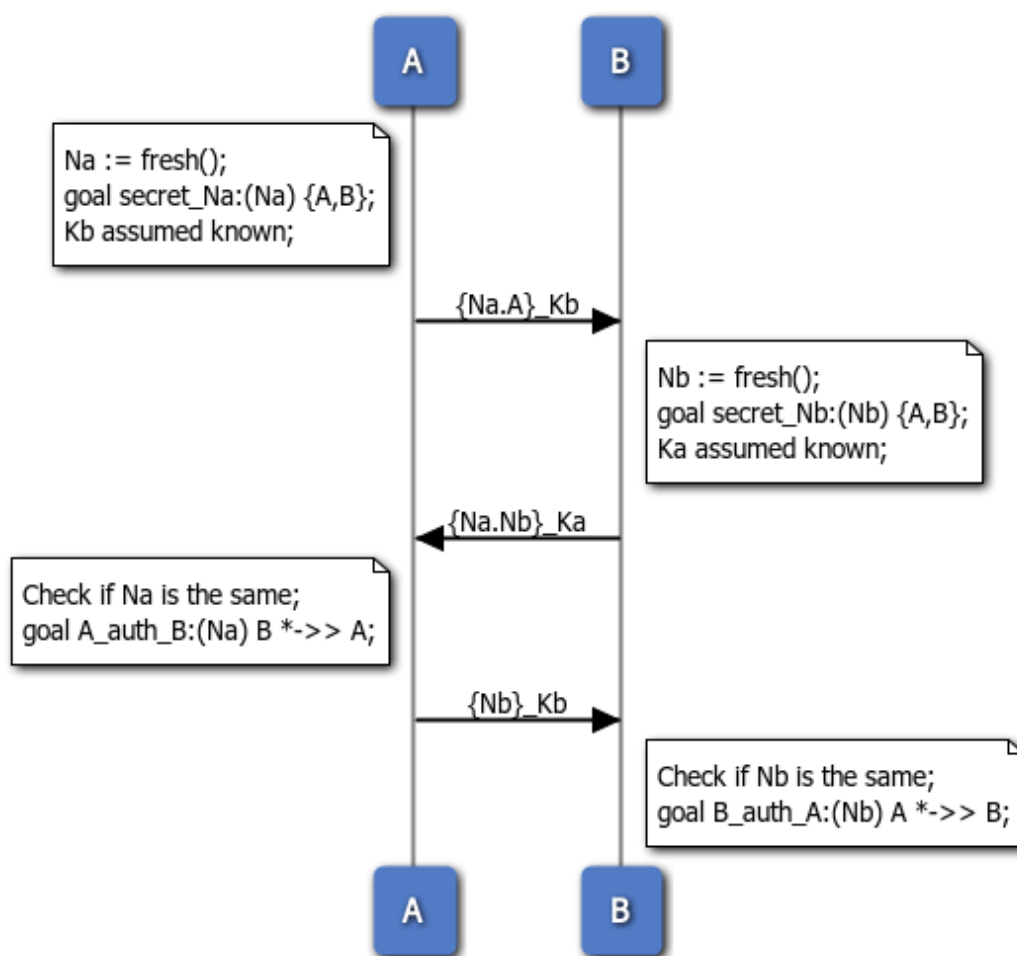 A
B
Na := fresh();
goal secret_Na:(Na) {A,B};
Kb assumed known;
{Na.A}_Kb
Nb := fresh();
goal secret_Nb:(Nb) {A,B};
Ka assumed known;
{Na.Nb}_Ka
Check if Na is the same;
goal A_auth_B:(Na) B *->> A;
{Nb}_Kb
Check if Nb is the same;
goal B_auth_A:(Nb) A *->> B;
A
B